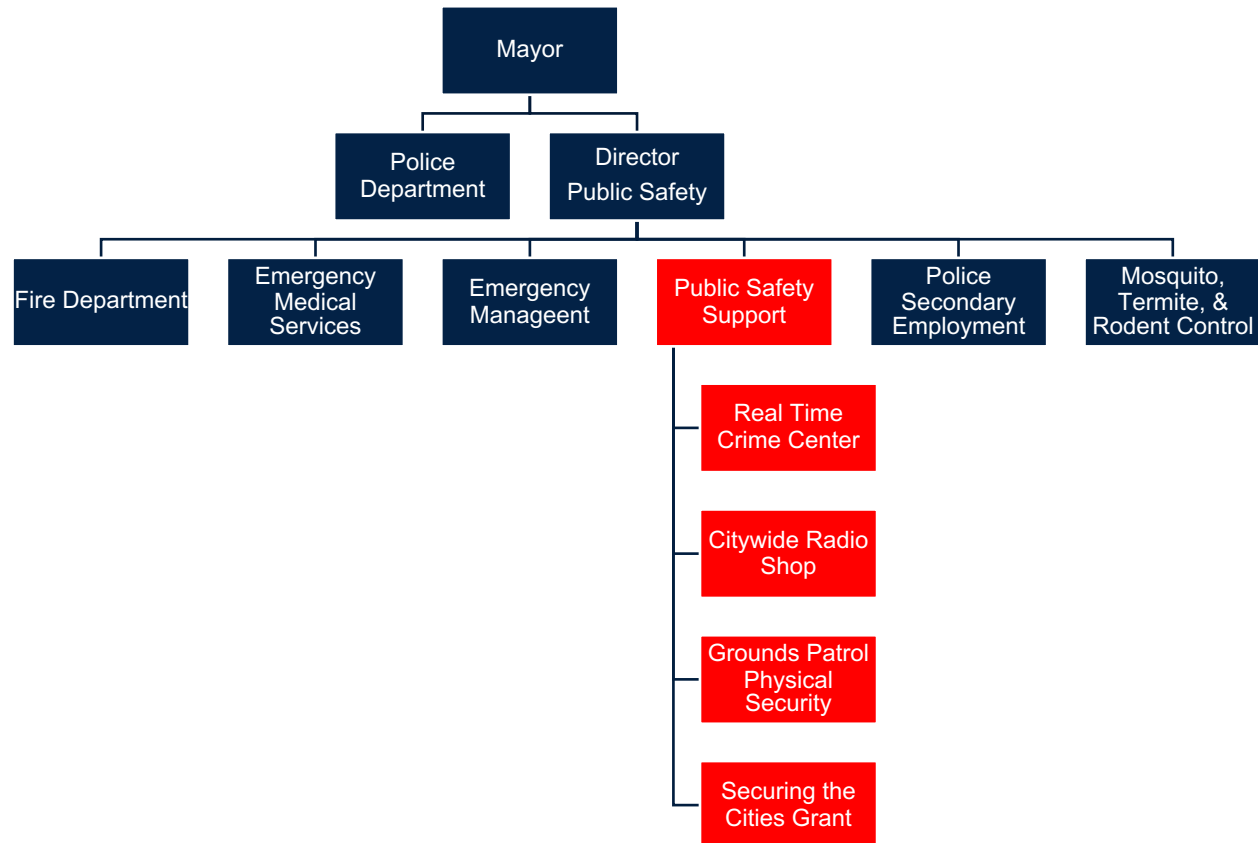 Mayor
Police
Department
Director
Public Safety
Fire Department
Emergency
Medical
Services
Emergency
Manageent
Public Safety
Support
Police
Secondary
Employment
Mosquito,
Termite, &
Rodent Control
Real Time
Crime Center
Citywide Radio
Shop
Grounds Patrol
Physical
Security
Securing the
Cities Grant